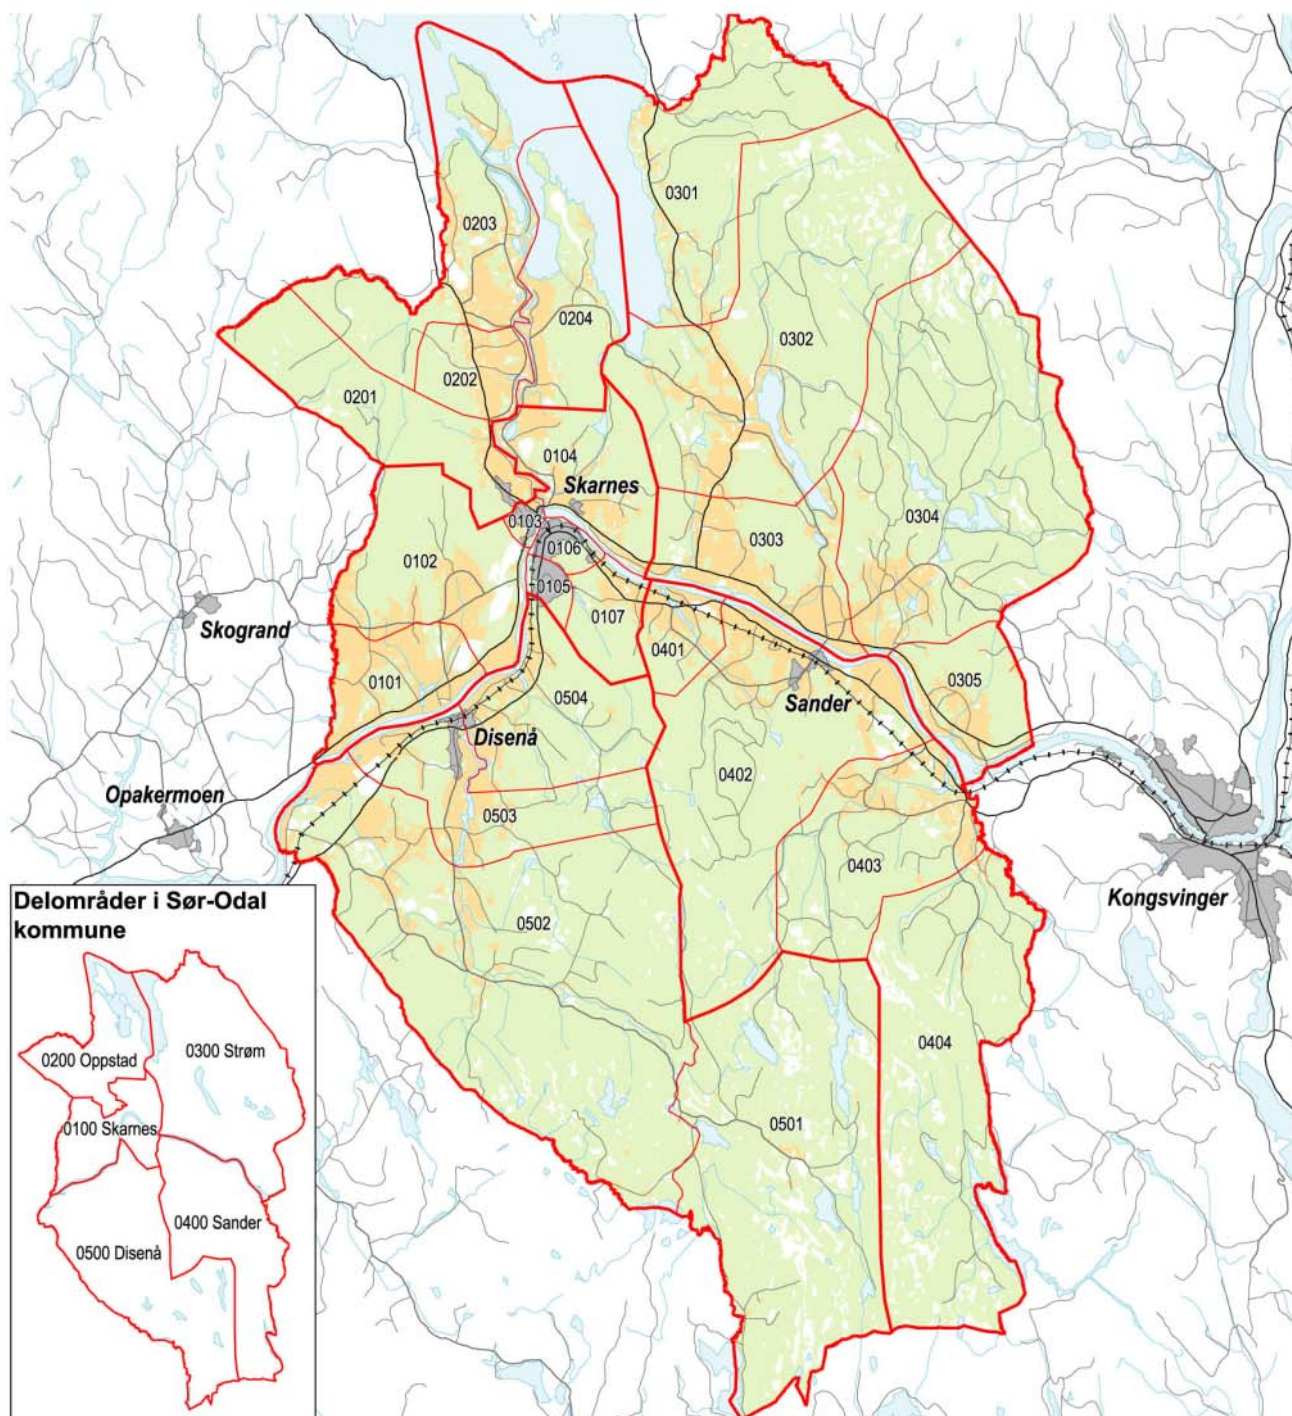 0301
0203
0204
0302
0202
0201
0104
Skarnes
0103
0304
0303
0106
0102
0105
0107
Skogrand
0401
0101
0305
0504
Sander
Disenå
0402
Opakermoen
0503
0403
Kongsvinger
0502
0404
0501
Delområder i Sør-Odal
kommune
0300 Strøm
0200 Oppstad
0100 Skarnes
0400 Sander
0500 Disenå